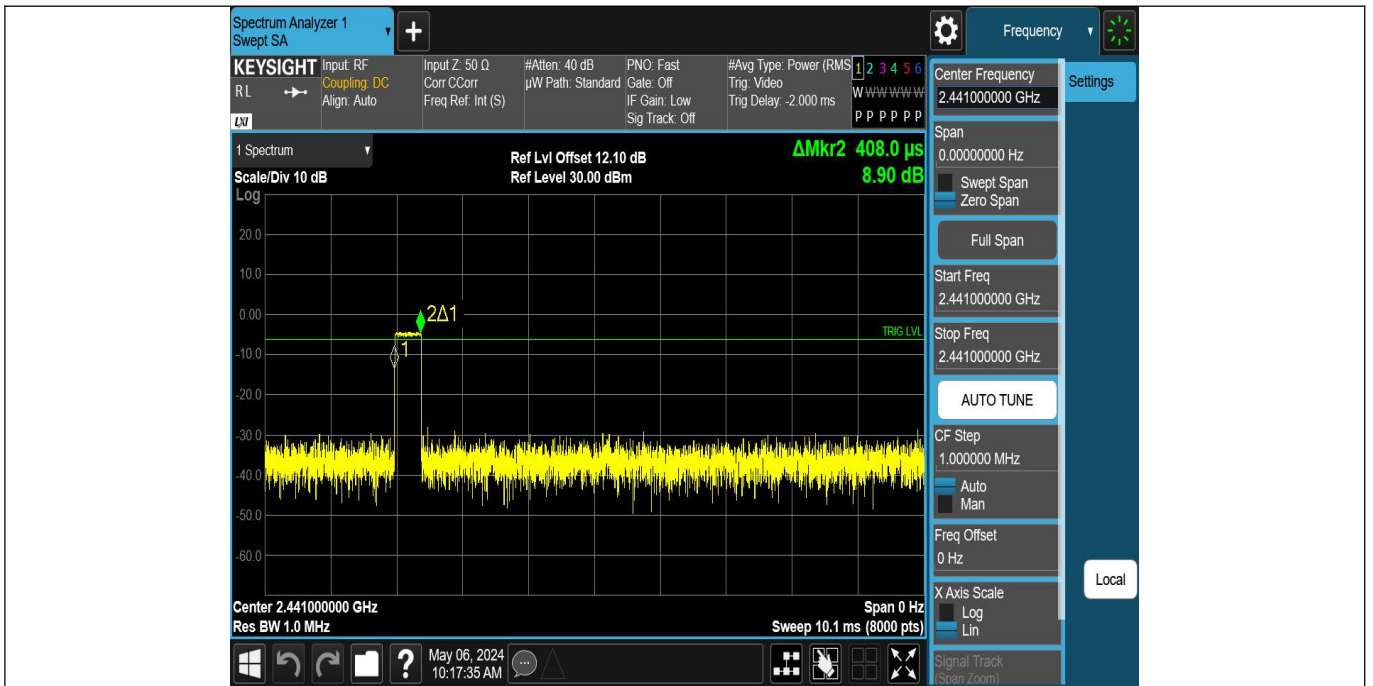 Spectrum Analyzer 1
Swept SA
+
Frequency
KEYSIGHT
RL
LXI
Input: RF
Coupling: DC
Align: Auto
Input Z: 50 Ω
Corr CCorr
Freq Ref: Int (S)
#Atten: 40 dB
µW Path: Standard
PNO: Fast
Gate: Off
IF Gain: Low
Sig Track: Off
#Avg Type: Power (RMS
Trig: Video
Trig Delay: -2.000 ms
1 2 3 4 5 6
W W W W W W
P P P P P P
1 Spectrum
Scale/Div 10 dB
Log
Ref Lvl Offset 12.10 dB
Ref Level 30.00 dBm
ΔMkr2 408.0 µs
8.90 dB
20.0
10.0
0.00
-10.0
-20.0
-30.0
-40.0
-50.0
-60.0
2Δ1
1
TRIG LVL
Center 2.441000000 GHz
Res BW 1.0 MHz
Span 0 Hz
Sweep 10.1 ms (8000 pts)
Center Frequency
2.441000000 GHz
Settings
Span
0.00000000 Hz
Swept Span
Zero Span
Full Span
Start Freq
2.441000000 GHz
Stop Freq
2.441000000 GHz
AUTO TUNE
CF Step
1.000000 MHz
Auto
Man
Freq Offset
0 Hz
X Axis Scale
Log
Lin
Signal Track
(Span Zoom)
Local
?
May 06, 2024
10:17:35 AM